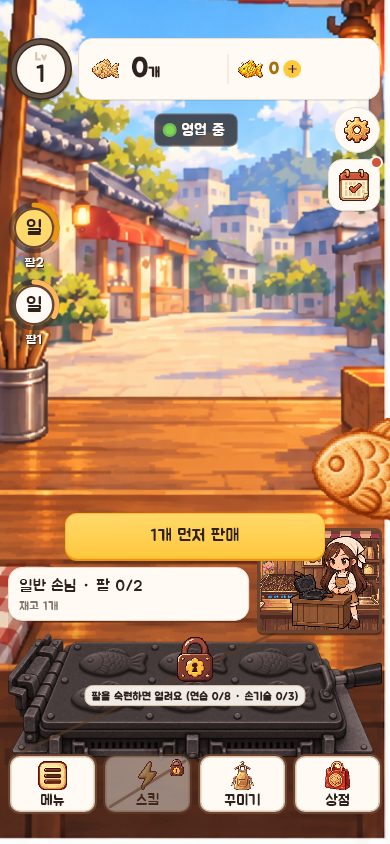 Lv
1
0개
0
+
영업 중
일
팥2
일
팥1
1개 먼저 판매
일반 손님 · 팥 0/2
재고 1개
팥을 숙련하면 열려요 (연습 0/8 · 손기술 0/3)
메뉴
스킬
꾸미기
상점